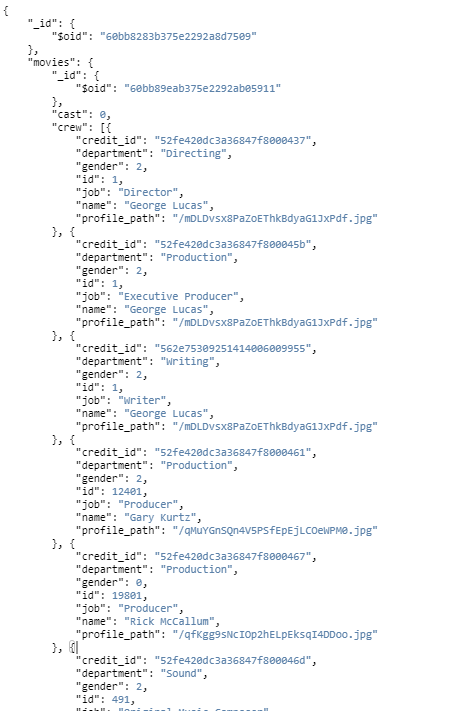 {
"_id": {
"$oid": "60bb8283b375e2292a8d7509"
},
"movies": {
"_id": {
"$oid": "60bb89eab375e2292ab05911"
},
"cast": 0,
"crew": [{
"credit_id": "52fe420dc3a36847f8000437",
"department": "Directing",
"gender": 2,
"id": 1,
"job": "Director",
"name": "George Lucas",
"profile_path": "/mDLDvsx8PaZoEThkBdyaG1JxPdf.jpg"
}, {
"credit_id": "52fe420dc3a36847f800045b",
"department": "Production",
"gender": 2,
"id": 1,
"job": "Executive Producer",
"name": "George Lucas",
"profile_path": "/mDLDvsx8PaZoEThkBdyaG1JxPdf.jpg"
}, {
"credit_id": "562e75309251414006009955",
"department": "Writing",
"gender": 2,
"id": 1,
"job": "Writer",
"name": "George Lucas",
"profile_path": "/mDLDvsx8PaZoEThkBdyaG1JxPdf.jpg"
}, {
"credit_id": "52fe420dc3a36847f8000461",
"department": "Production",
"gender": 2,
"id": 12401,
"job": "Producer",
"name": "Gary Kurtz",
"profile_path": "/qMuYGnSQn4V5PSfEpEjLCOeWPM0.jpg"
}, {
"credit_id": "52fe420dc3a36847f8000467",
"department": "Production",
"gender": 0,
"id": 19801,
"job": "Producer",
"name": "Rick McCallum",
"profile_path": "/qfKgg9sNcIOp2hELpEksqI4DDoo.jpg"
}, {
"credit_id": "52fe420dc3a36847f800046d",
"department": "Sound",
"gender": 2,
"id": 491,
"job": "Original Music Composer"